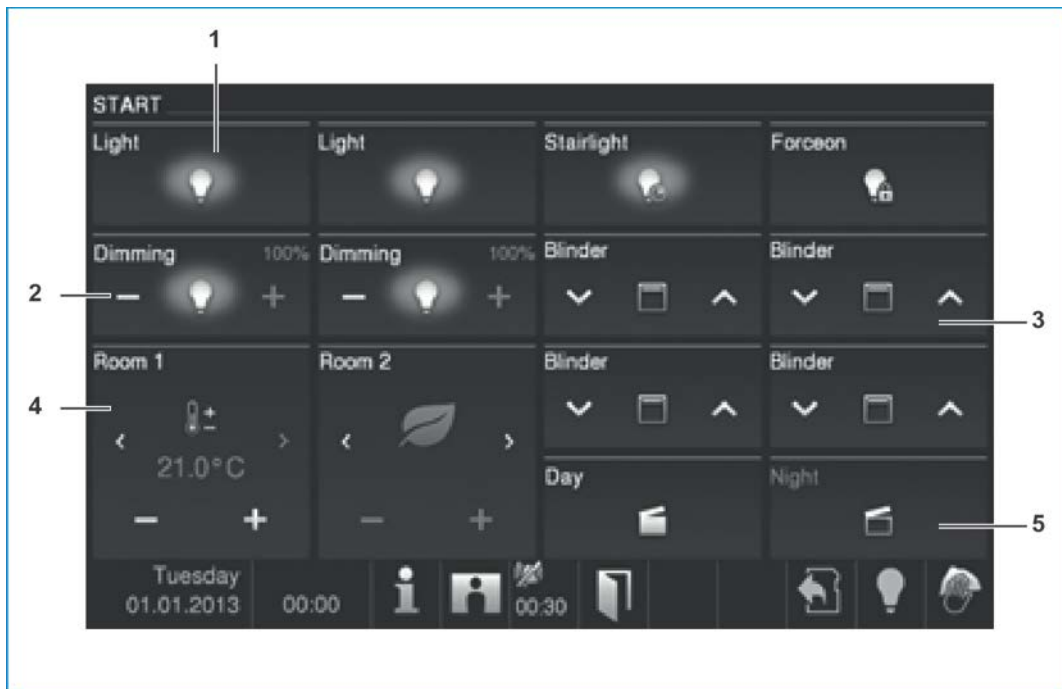 1
START
Light Light Stairlight Forceon
Dimming 100% Dimming 100% Blinder Blinder
2
3
Room 1 Room 2 Blinder Blinder
4
21.0°C
Day Night
5
Tuesday
01.01.2013 00:00 00:30